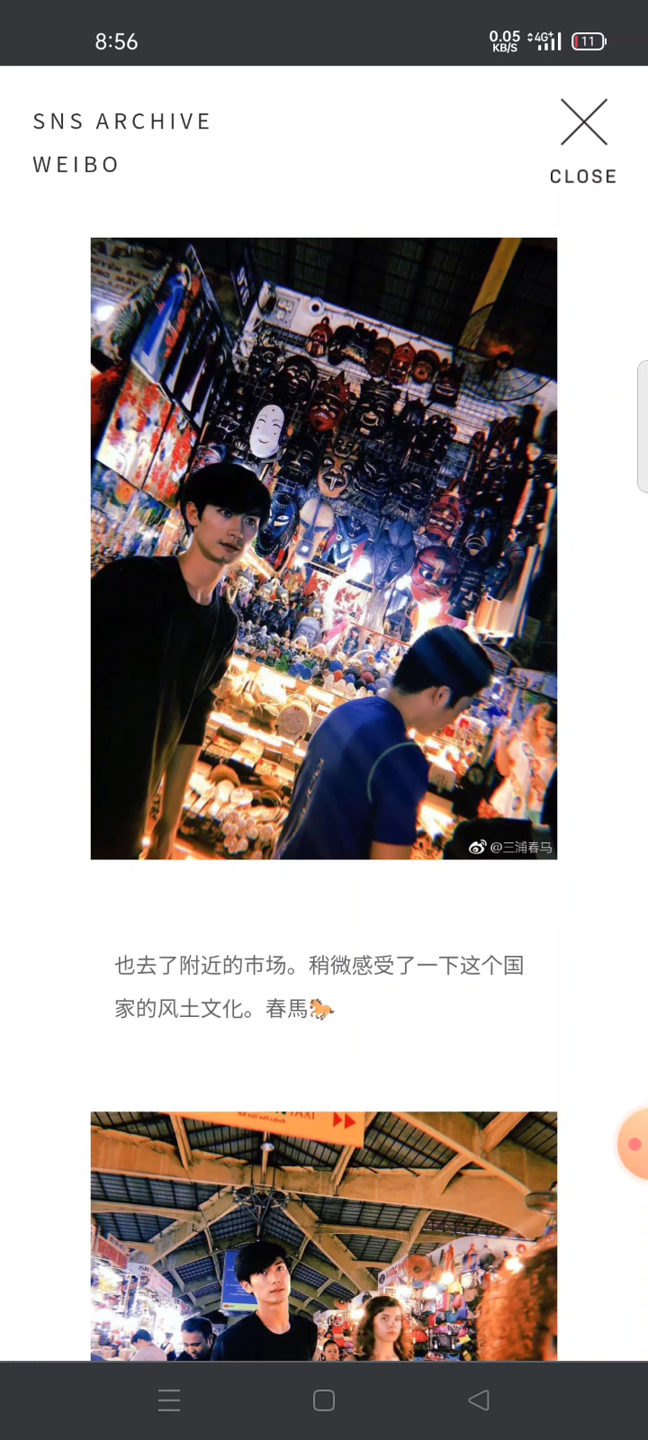 8:56
0.05
KB/S
4G+
11
SNS ARCHIVE
WEIBO
CLOSE
@三浦春马
也去了附近的市场。稍微感受了一下这个国
家的风土文化。春馬🐎
TAXI